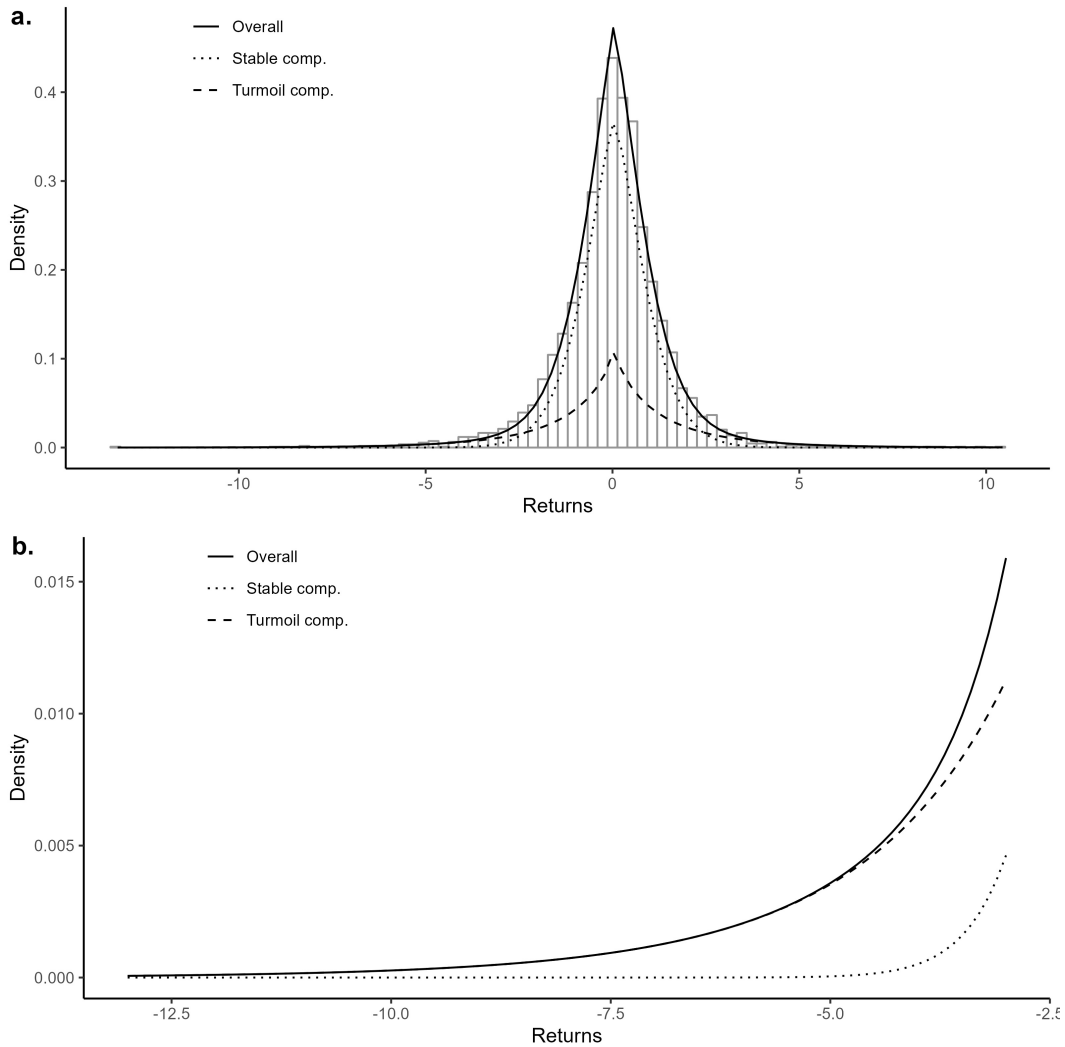 a.
Overall
Stable comp.
Turmoil comp.
Density
0.4
0.3
0.2
0.1
0.0
-10 -5 0 5 10
Returns
b.
Overall
Stable comp.
Turmoil comp.
Density
0.015
0.010
0.005
0.000
-12.5 -10.0 -7.5 -5.0 -2.5
Returns